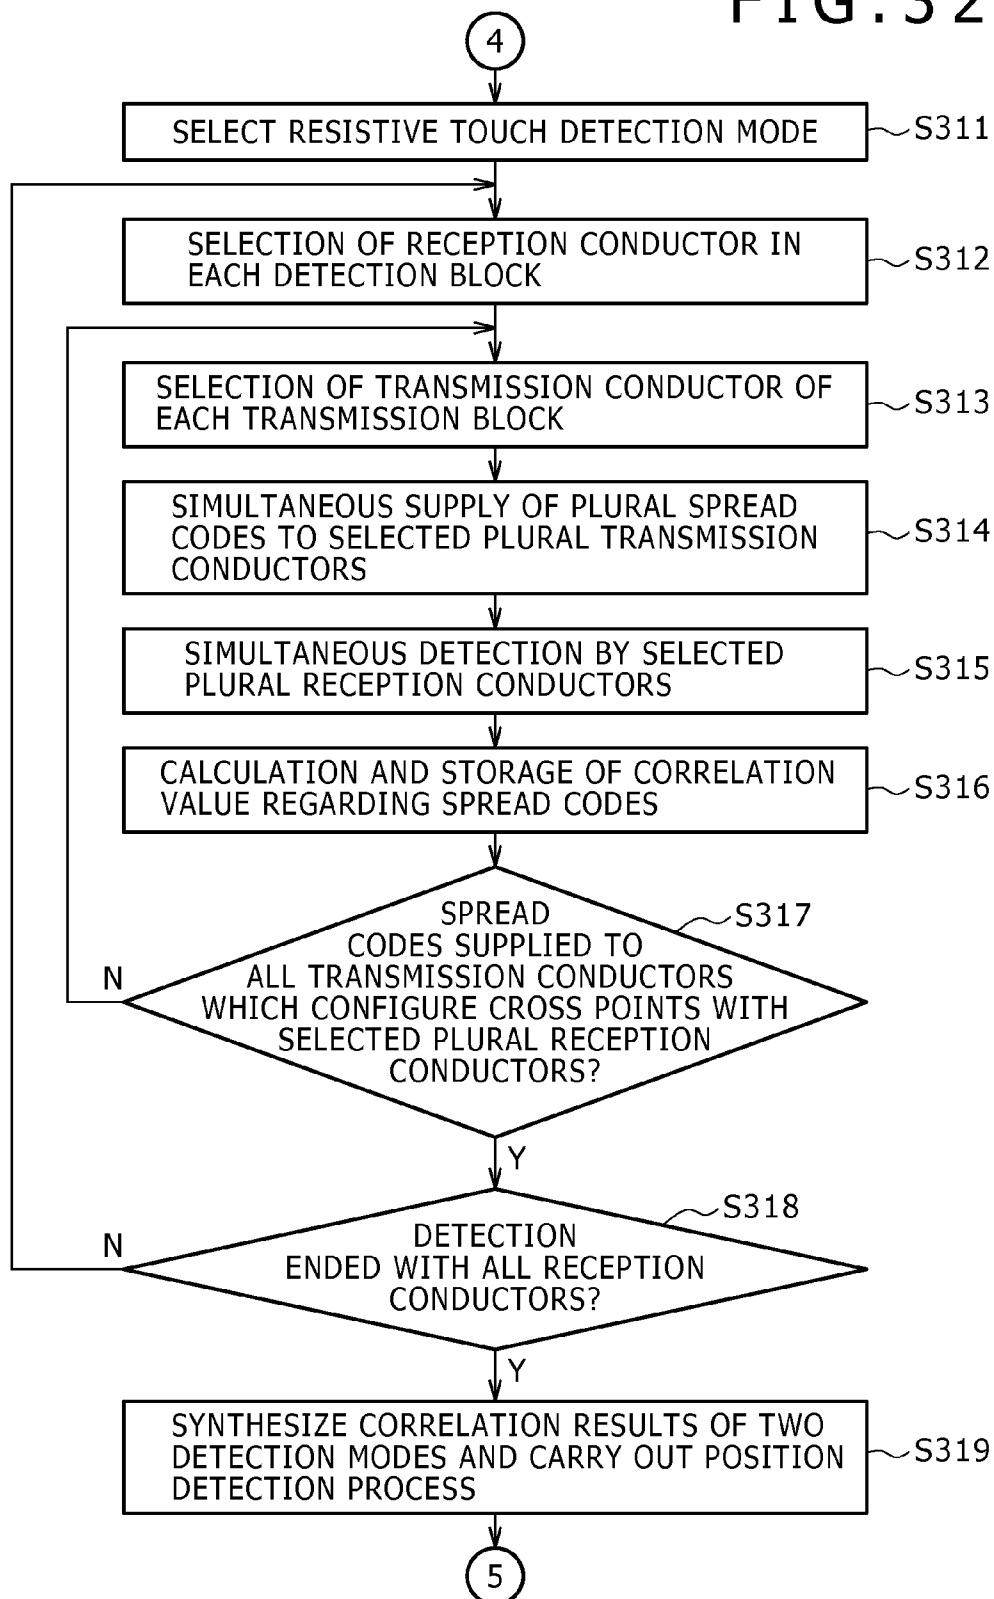 FIG.32
4
SELECT RESISTIVE TOUCH DETECTION MODE
S311
SELECTION OF RECEPTION CONDUCTOR IN
EACH DETECTION BLOCK
S312
SELECTION OF TRANSMISSION CONDUCTOR OF
EACH TRANSMISSION BLOCK
S313
SIMULTANEOUS SUPPLY OF PLURAL SPREAD
CODES TO SELECTED PLURAL TRANSMISSION
CONDUCTORS
S314
SIMULTANEOUS DETECTION BY SELECTED
PLURAL RECEPTION CONDUCTORS
S315
CALCULATION AND STORAGE OF CORRELATION
VALUE REGARDING SPREAD CODES
S316
SPREAD
CODES SUPPLIED TO
ALL TRANSMISSION CONDUCTORS
WHICH CONFIGURE CROSS POINTS WITH
SELECTED PLURAL RECEPTION
CONDUCTORS?
S317
N
Y
DETECTION
ENDED WITH ALL RECEPTION
CONDUCTORS?
S318
N
Y
SYNTHESIZE CORRELATION RESULTS OF TWO
DETECTION MODES AND CARRY OUT POSITION
DETECTION PROCESS
S319
5